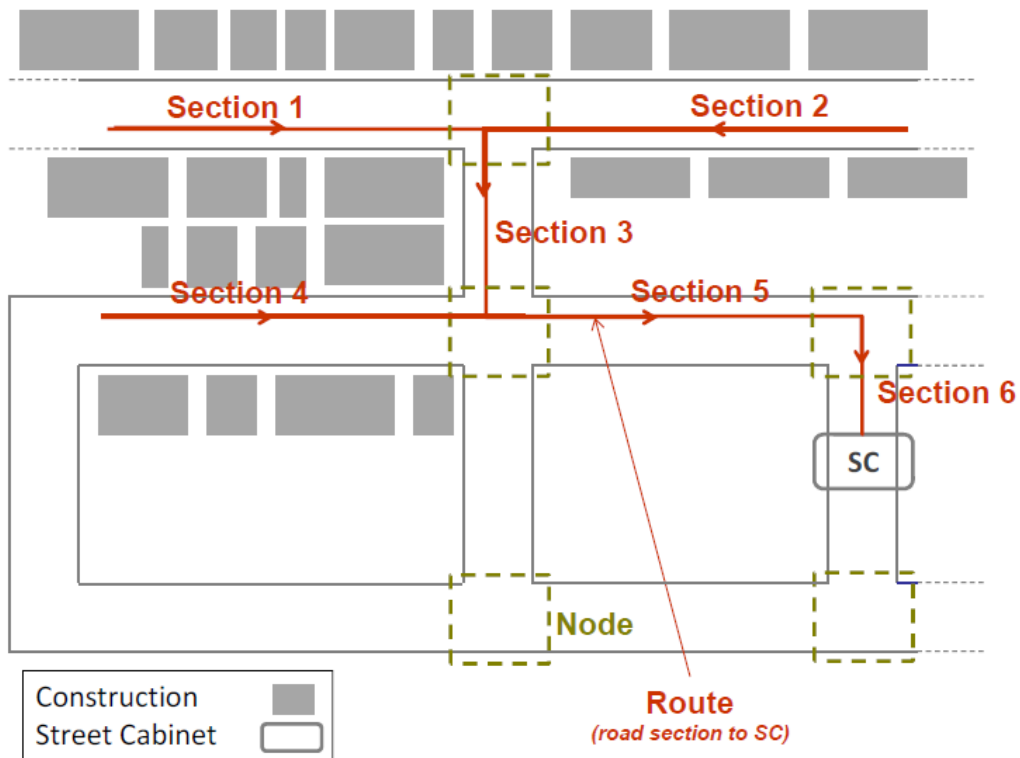 Section 1
Section 2
Section 3
Section 4
Section 5
Section 6
SC
Node
Route
(road section to SC)
Construction
Street Cabinet